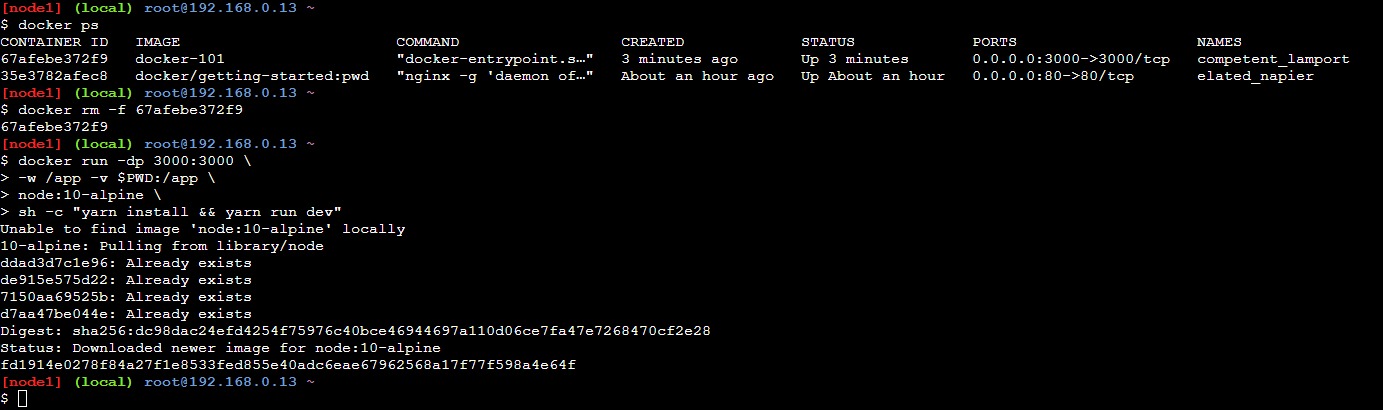 [node1] (local) root@192.168.0.13 ~
$ docker ps
CONTAINER ID   IMAGE                        COMMAND                  CREATED             STATUS             PORTS                    NAMES
67afebe372f9   docker-101                   "docker-entrypoint.s…"   3 minutes ago       Up 3 minutes       0.0.0.0:3000->3000/tcp   competent_lamport
35e3782afec8   docker/getting-started:pwd   "nginx -g 'daemon of…"   About an hour ago   Up About an hour   0.0.0.0:80->80/tcp       elated_napier
[node1] (local) root@192.168.0.13 ~
$ docker rm -f 67afebe372f9
67afebe372f9
[node1] (local) root@192.168.0.13 ~
$ docker run -dp 3000:3000 \
> -w /app -v $PWD:/app \
> node:10-alpine \
> sh -c "yarn install && yarn run dev"
Unable to find image 'node:10-alpine' locally
10-alpine: Pulling from library/node
ddad3d7c1e96: Already exists
de915e575d22: Already exists
7150aa69525b: Already exists
d7aa47be044e: Already exists
Digest: sha256:dc98dac24efd4254f75976c40bce46944697a110d06ce7fa47e7268470cf2e28
Status: Downloaded newer image for node:10-alpine
fd1914e0278f84a27f1e8533fed855e40adc6eae67962568a17f77f598a4e64f
[node1] (local) root@192.168.0.13 ~
$